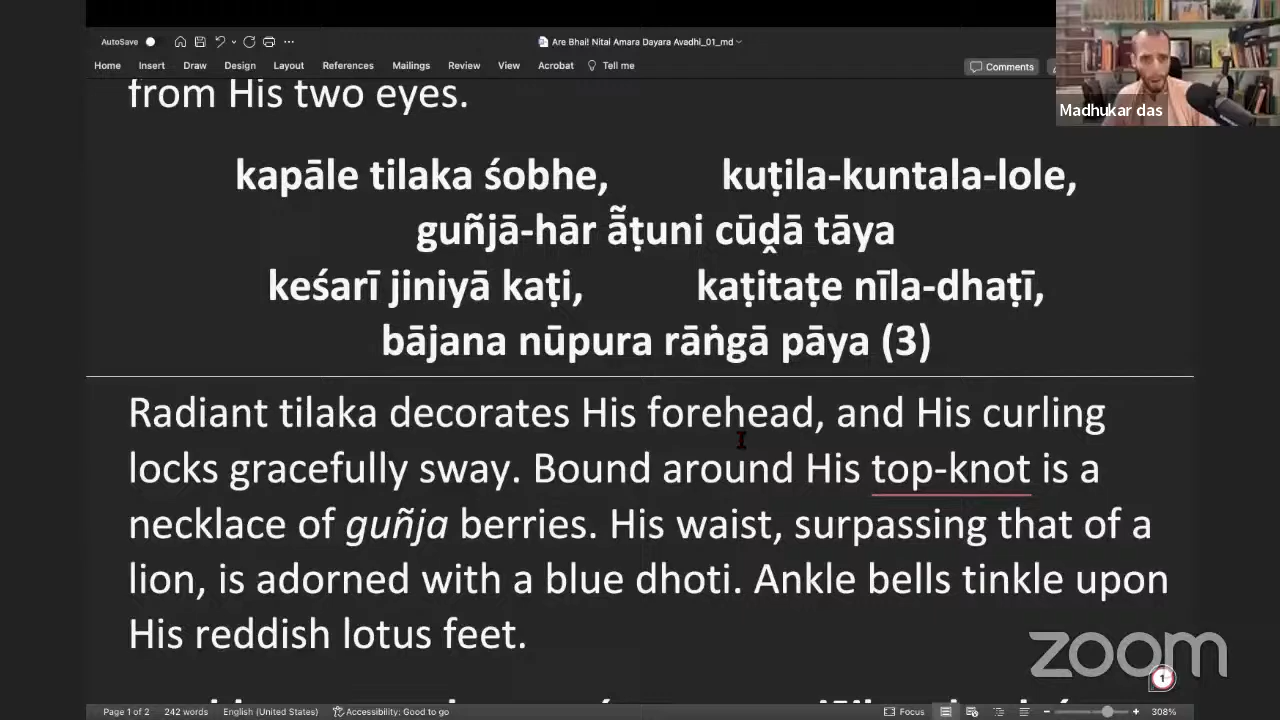 AutoSave
Are Bhai! Nitai Amara Dayara Avadhi_01_md
Home Insert Draw Design Layout References Mailings Review View Acrobat Tell me Comments
Madhukar das
from His two eyes.
kapāle tilaka śobhe, kuṭila-kuntala-lole,
guñjā-hār ā̃ṭuni cūḓā tāya
keśarī jiniyā kaṭi, kaṭitaṭe nīla-dhaṭī,
bājana nūpura rāṅgā pāya (3)
Radiant tilaka decorates His forehead, and His curling
locks gracefully sway. Bound around His top-knot is a
necklace of guñja berries. His waist, surpassing that of a
lion, is adorned with a blue dhoti. Ankle bells tinkle upon
His reddish lotus feet.
zoom
1
Page 1 of 2 242 words English (United States) Accessibility: Good to go Focus 308%